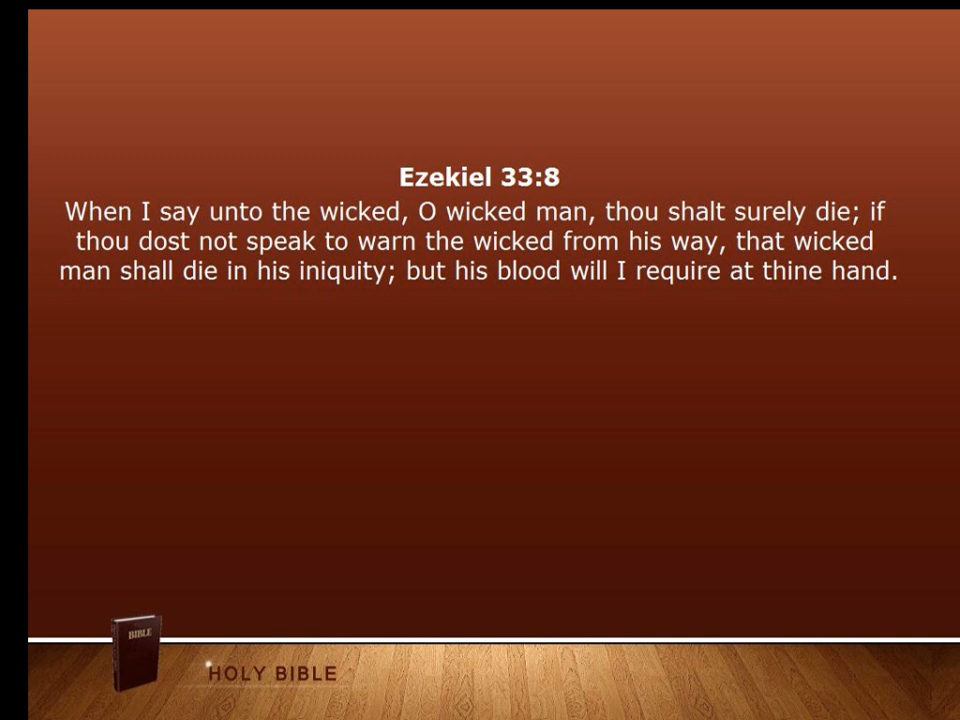 Ezekiel 33:8
When I say unto the wicked, O wicked man, thou shalt surely die; if
thou dost not speak to warn the wicked from his way, that wicked
man shall die in his iniquity; but his blood will I require at thine hand.
BIBLE
HOLY BIBLE